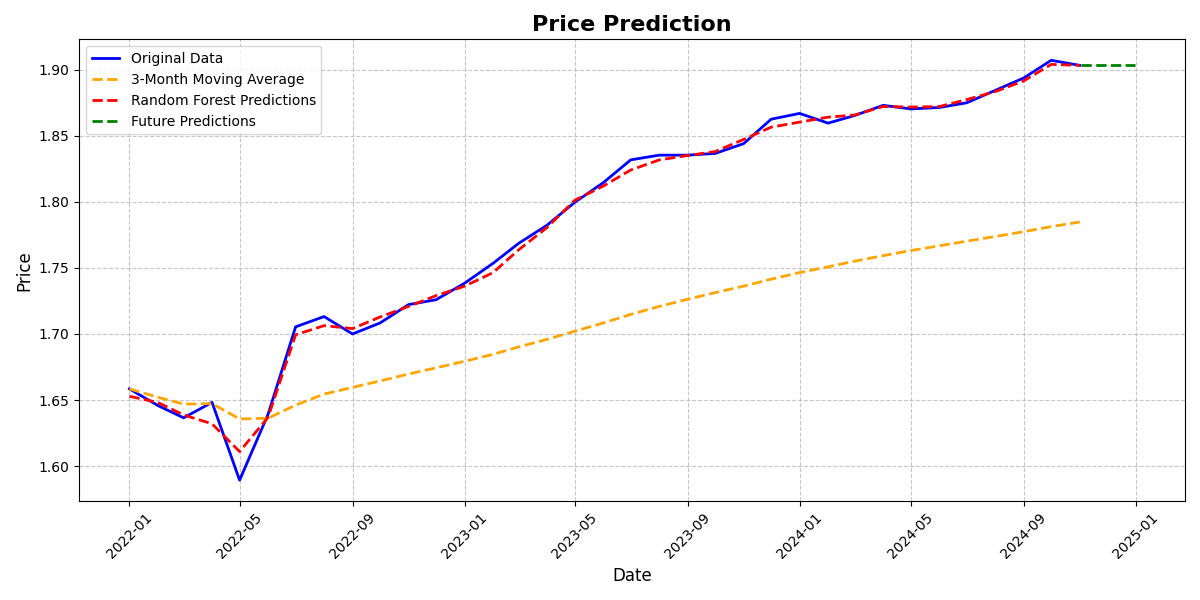 Price Prediction
Original Data
3-Month Moving Average
Random Forest Predictions
Future Predictions
Price
1.90
1.85
1.80
1.75
1.70
1.65
1.60
2022-01
2022-05
2022-09
2023-01
2023-05
2023-09
2024-01
2024-05
2024-09
2025-01
Date